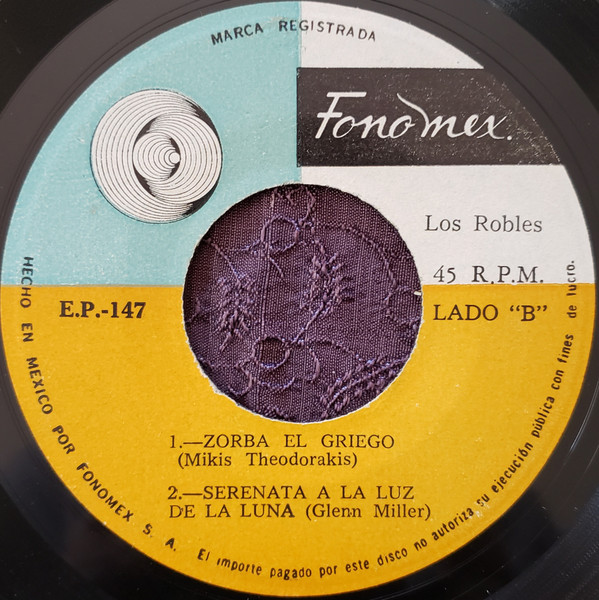 MARCA REGISTRADA
Fonomex.
Los Robles
45 R.P.M.
E.P.-147
LADO "B"
1.—ZORBA EL GRIEGO
(Mikis Theodorakis)
2.—SERENATA A LA LUZ
DE LA LUNA (Glenn Miller)
HECHO EN MEXICO POR FONOMEX S. A. El importe pagado por este disco no autoriza su ejecución pública con fines de lucro.